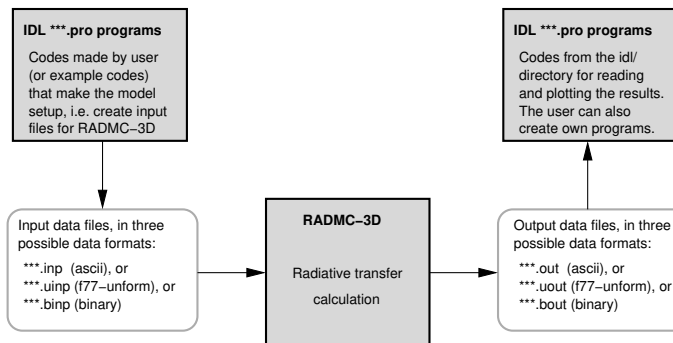 IDL ***.pro programs
Codes made by user
(or example codes)
that make the model
setup, i.e. create input
files for RADMC−3D
IDL ***.pro programs
Codes from the idl/
directory for reading
and plotting the results.
The user can also
create own programs.
Input data files, in three
possible data formats:
***.inp (ascii), or
***.uinp (f77−unform), or
***.binp (binary)
RADMC−3D
Radiative transfer
calculation
Output data files, in three
possible data formats:
***.out (ascii), or
***.uout (f77−unform), or
***.bout (binary)